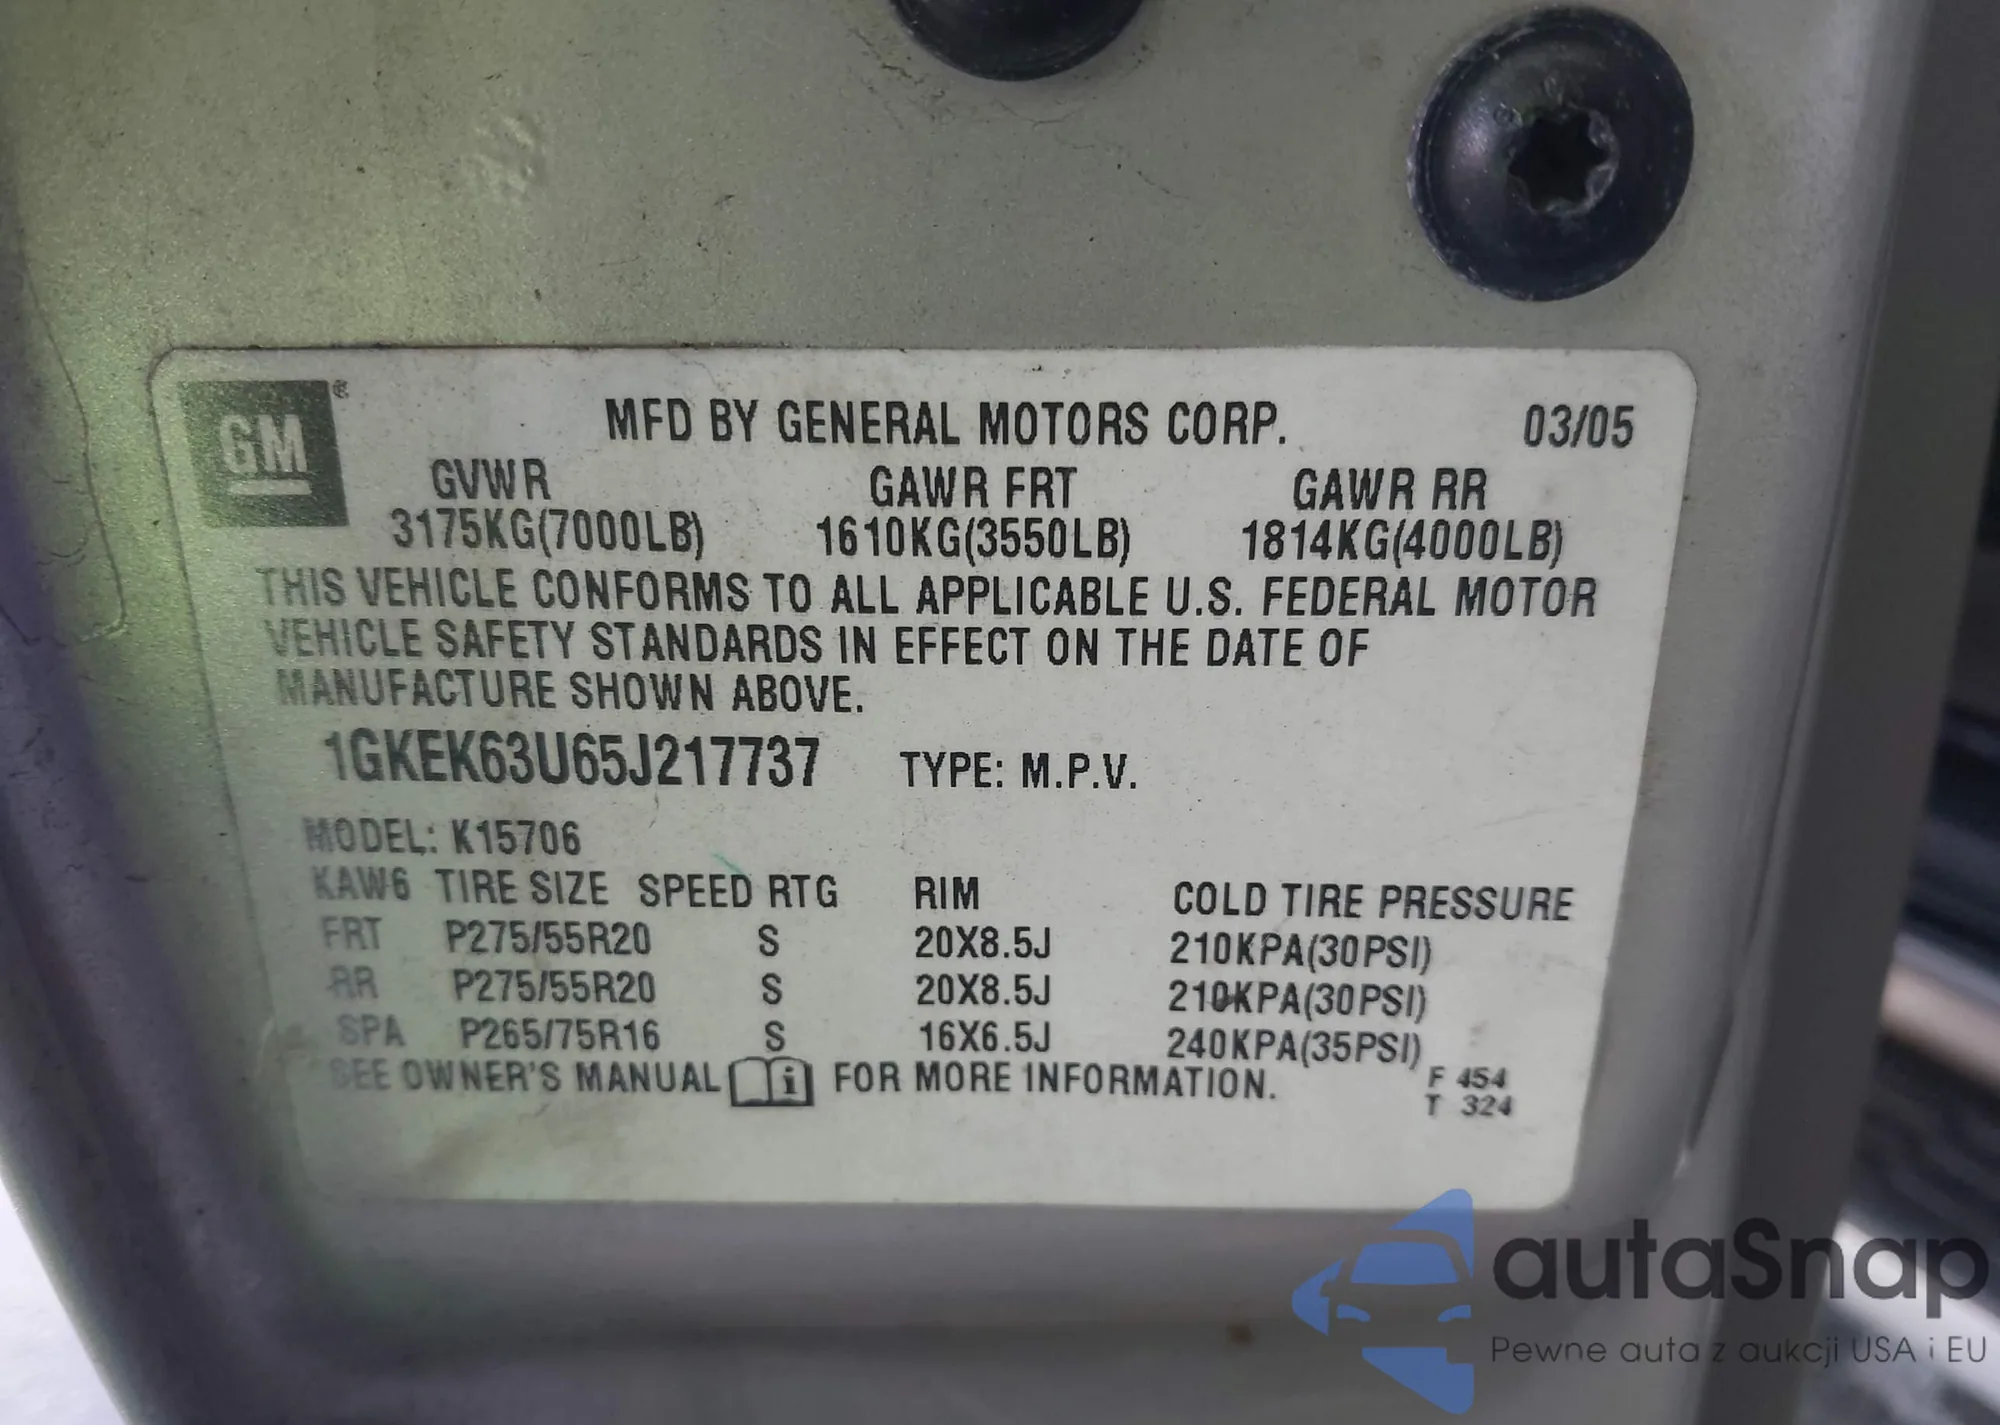 GM®
MFD BY GENERAL MOTORS CORP. 03/05
GVWR GAWR FRT GAWR RR
3175KG(7000LB) 1610KG(3550LB) 1814KG(4000LB)
THIS VEHICLE CONFORMS TO ALL APPLICABLE U.S. FEDERAL MOTOR
VEHICLE SAFETY STANDARDS IN EFFECT ON THE DATE OF
MANUFACTURE SHOWN ABOVE.
1GKEK63U65J217737 TYPE: M.P.V.
MODEL: K15706
KAW6 TIRE SIZE SPEED RTG RIM COLD TIRE PRESSURE
FRT P275/55R20 S 20X8.5J 210KPA(30PSI)
RR P275/55R20 S 20X8.5J 210KPA(30PSI)
SPA P265/75R16 S 16X6.5J 240KPA(35PSI)
SEE OWNER'S MANUAL i FOR MORE INFORMATION.
F 454
T 324
autaSnap
Pewne auta z aukcji USA i EU